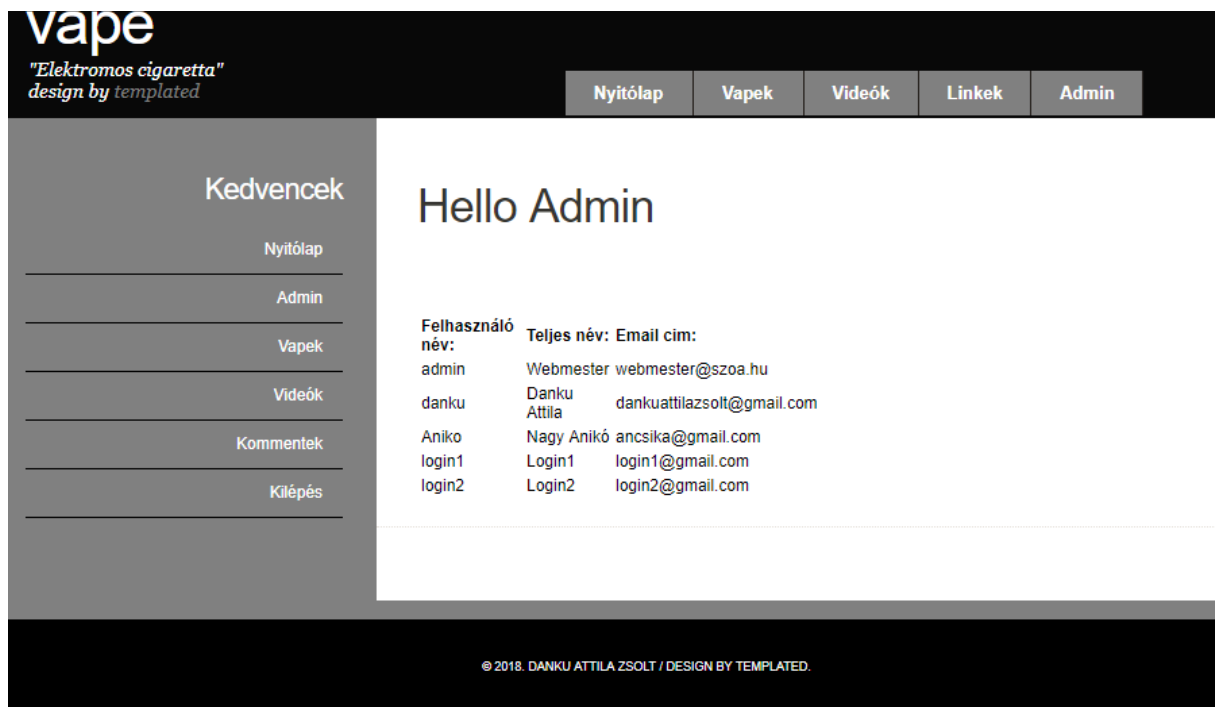 vape
"Elektromos cigaretta"
design by templated
Nyitólap Vapek Videók Linkek Admin
Kedvencek
Nyitólap
Admin
Vapek
Videók
Kommentek
Kilépés
Hello Admin
Felhasználó
név: Teljes név: Email cim:
admin Webmester webmester@szoa.hu
danku Danku
Attila dankuattilazsolt@gmail.com
Aniko Nagy Anikó ancsika@gmail.com
login1 Login1 login1@gmail.com
login2 Login2 login2@gmail.com
© 2018. DANKU ATTILA ZSOLT / DESIGN BY TEMPLATED.